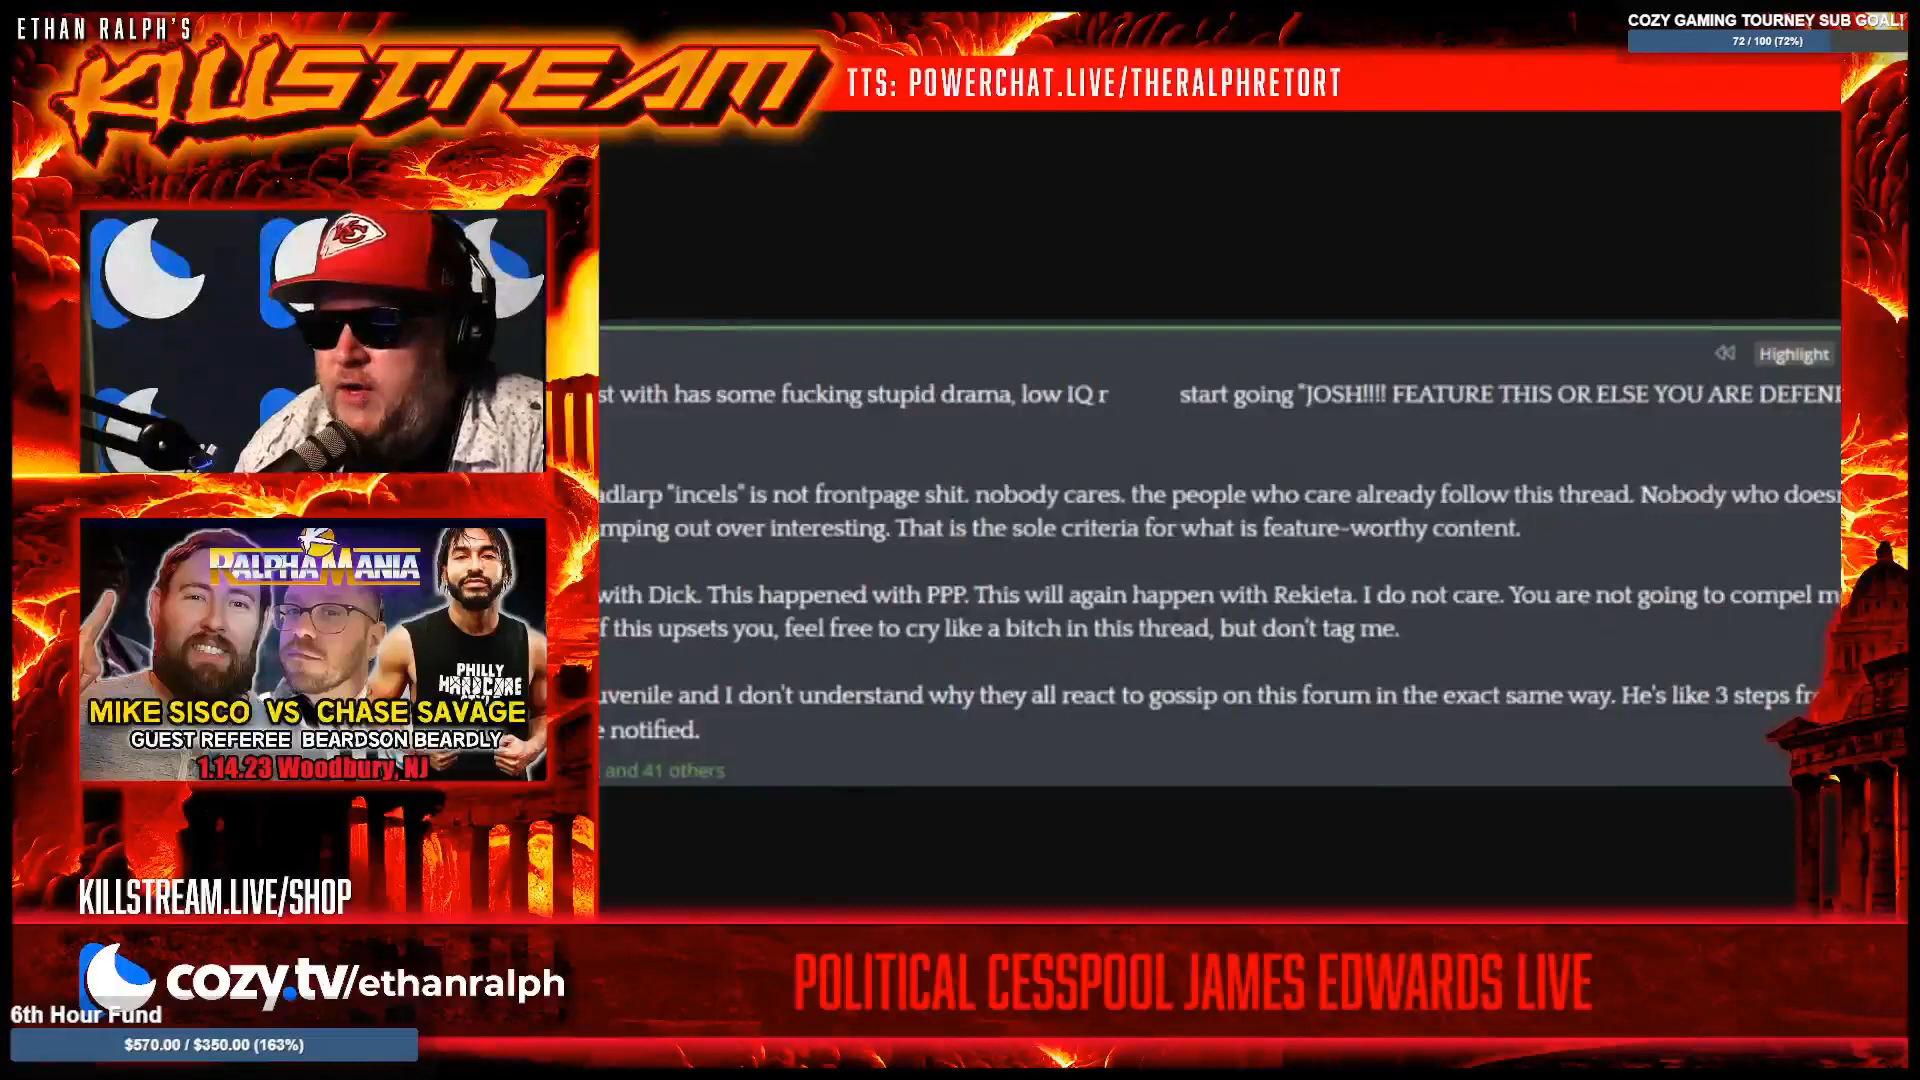 ETHAN RALPH'S
KILLSTREAM
TTS: POWERCHAT.LIVE/THERALPHRETORT
COZY GAMING TOURNEY SUB GOAL!
72 / 100 (72%)
KC
Highlight
st with has some fucking stupid drama, low IQ r start going "JOSH!!!! FEATURE THIS OR ELSE YOU ARE DEFENI
adlarp "incels" is not frontpage shit. nobody cares. the people who care already follow this thread. Nobody who doesn
mping out over interesting. That is the sole criteria for what is feature-worthy content.
with Dick. This happened with PPP. This will again happen with Rekieta. I do not care. You are not going to compel m
f this upsets you, feel free to cry like a bitch in this thread, but don't tag me.
uvenile and I don't understand why they all react to gossip on this forum in the exact same way. He's like 3 steps fr
e notified.
and 41 others
RALPHAMANIA
PHILLY
HARDCORE
MIKE SISCO VS CHASE SAVAGE
GUEST REFEREE BEARDSON BEARDLY
1.14.23 Woodbury, NJ
KILLSTREAM.LIVE/SHOP
cozy.tv/ethanralph
6th Hour Fund
$570.00 / $350.00 (163%)
POLITICAL CESSPOOL JAMES EDWARDS LIVE